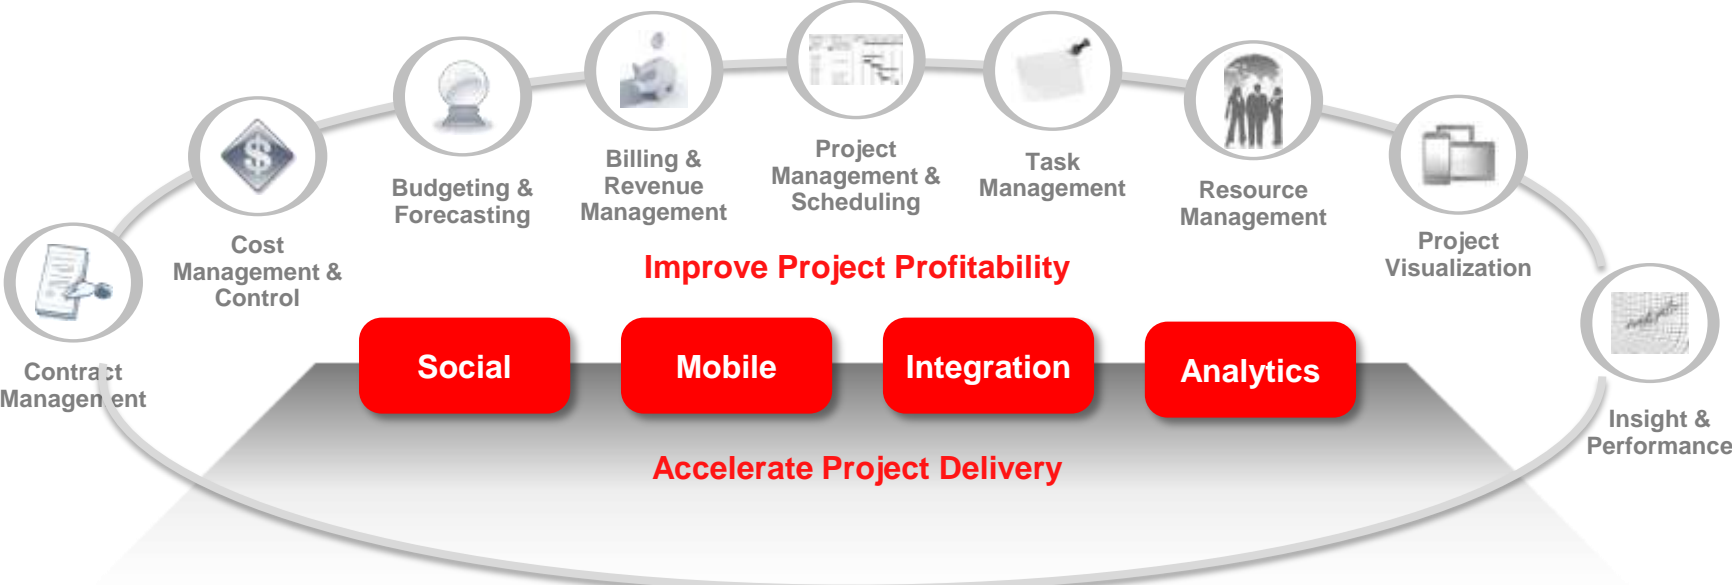 Contract
Management
Cost
Management &
Control
Budgeting &
Forecasting
Billing &
Revenue
Management
Project
Management &
Scheduling
Task
Management
Resource
Management
Project
Visualization
Insight &
Performance
Improve Project Profitability
Social
Mobile
Integration
Analytics
Accelerate Project Delivery